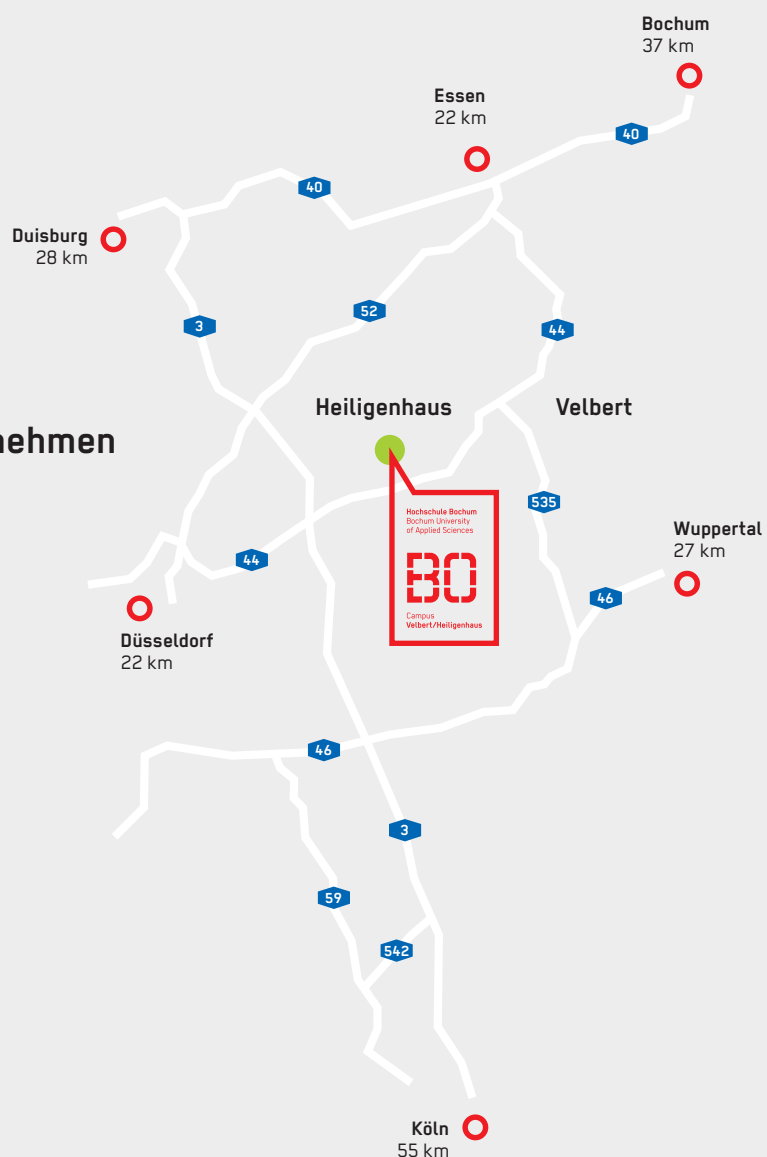 Bochum
37 km
Essen
22 km
40
40
Duisburg
28 km
3
52
44
Heiligenhaus
Velbert
nehmen
Hochschule Bochum
Bochum University
of Applied Sciences
BO
Campus
Velbert/Heiligenhaus
535
Wuppertal
27 km
44
46
Düsseldorf
22 km
46
3
59
542
Köln
55 km